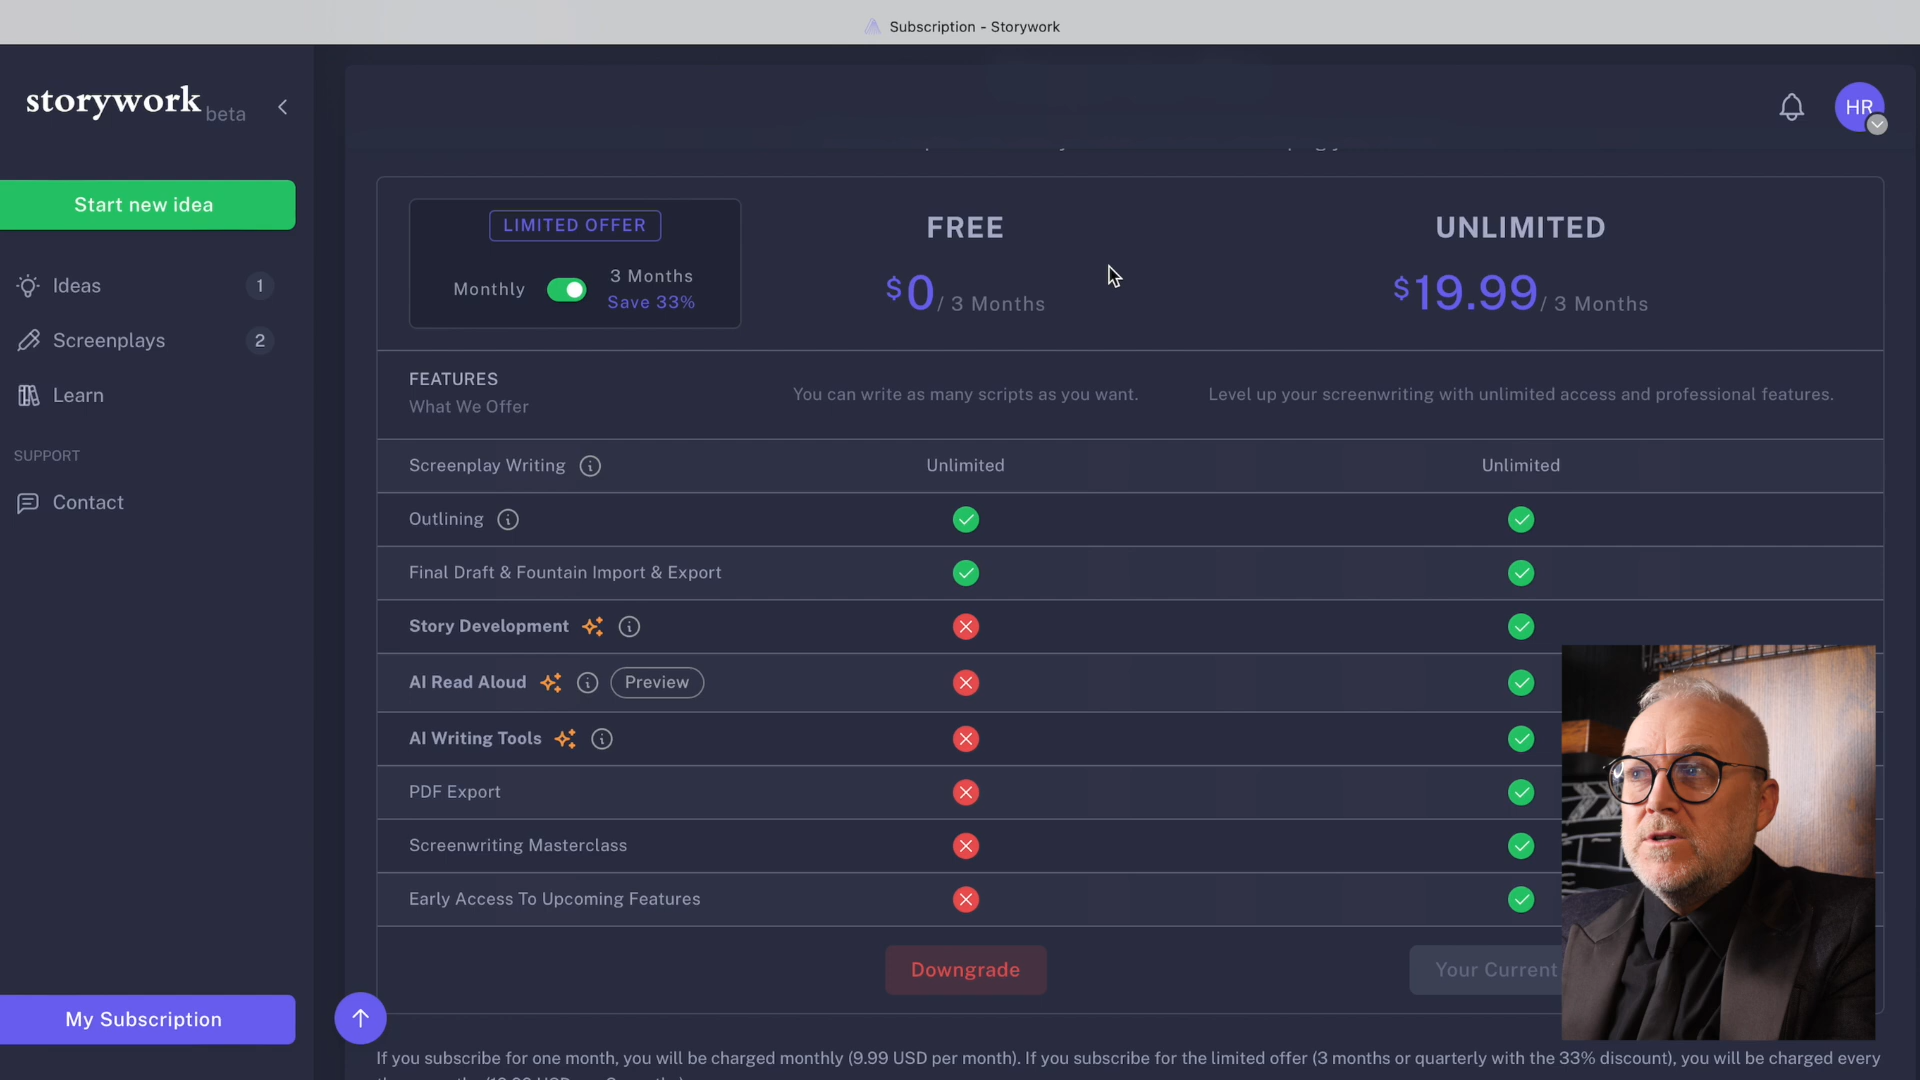 Subscription - Storywork
storywork beta
HR
Start new idea
Ideas 1
Screenplays 2
Learn
SUPPORT
Contact
My Subscription
LIMITED OFFER
Monthly
3 Months
Save 33%
FREE
$0 / 3 Months
UNLIMITED
$19.99 / 3 Months
FEATURES
What We Offer
You can write as many scripts as you want.
Level up your screenwriting with unlimited access and professional features.
Screenplay Writing Unlimited Unlimited
Outlining
Final Draft & Fountain Import & Export
Story Development
AI Read Aloud Preview
AI Writing Tools
PDF Export
Screenwriting Masterclass
Early Access To Upcoming Features
Downgrade
Your Current
If you subscribe for one month, you will be charged monthly (9.99 USD per month). If you subscribe for the limited offer (3 months or quarterly with the 33% discount), you will be charged every